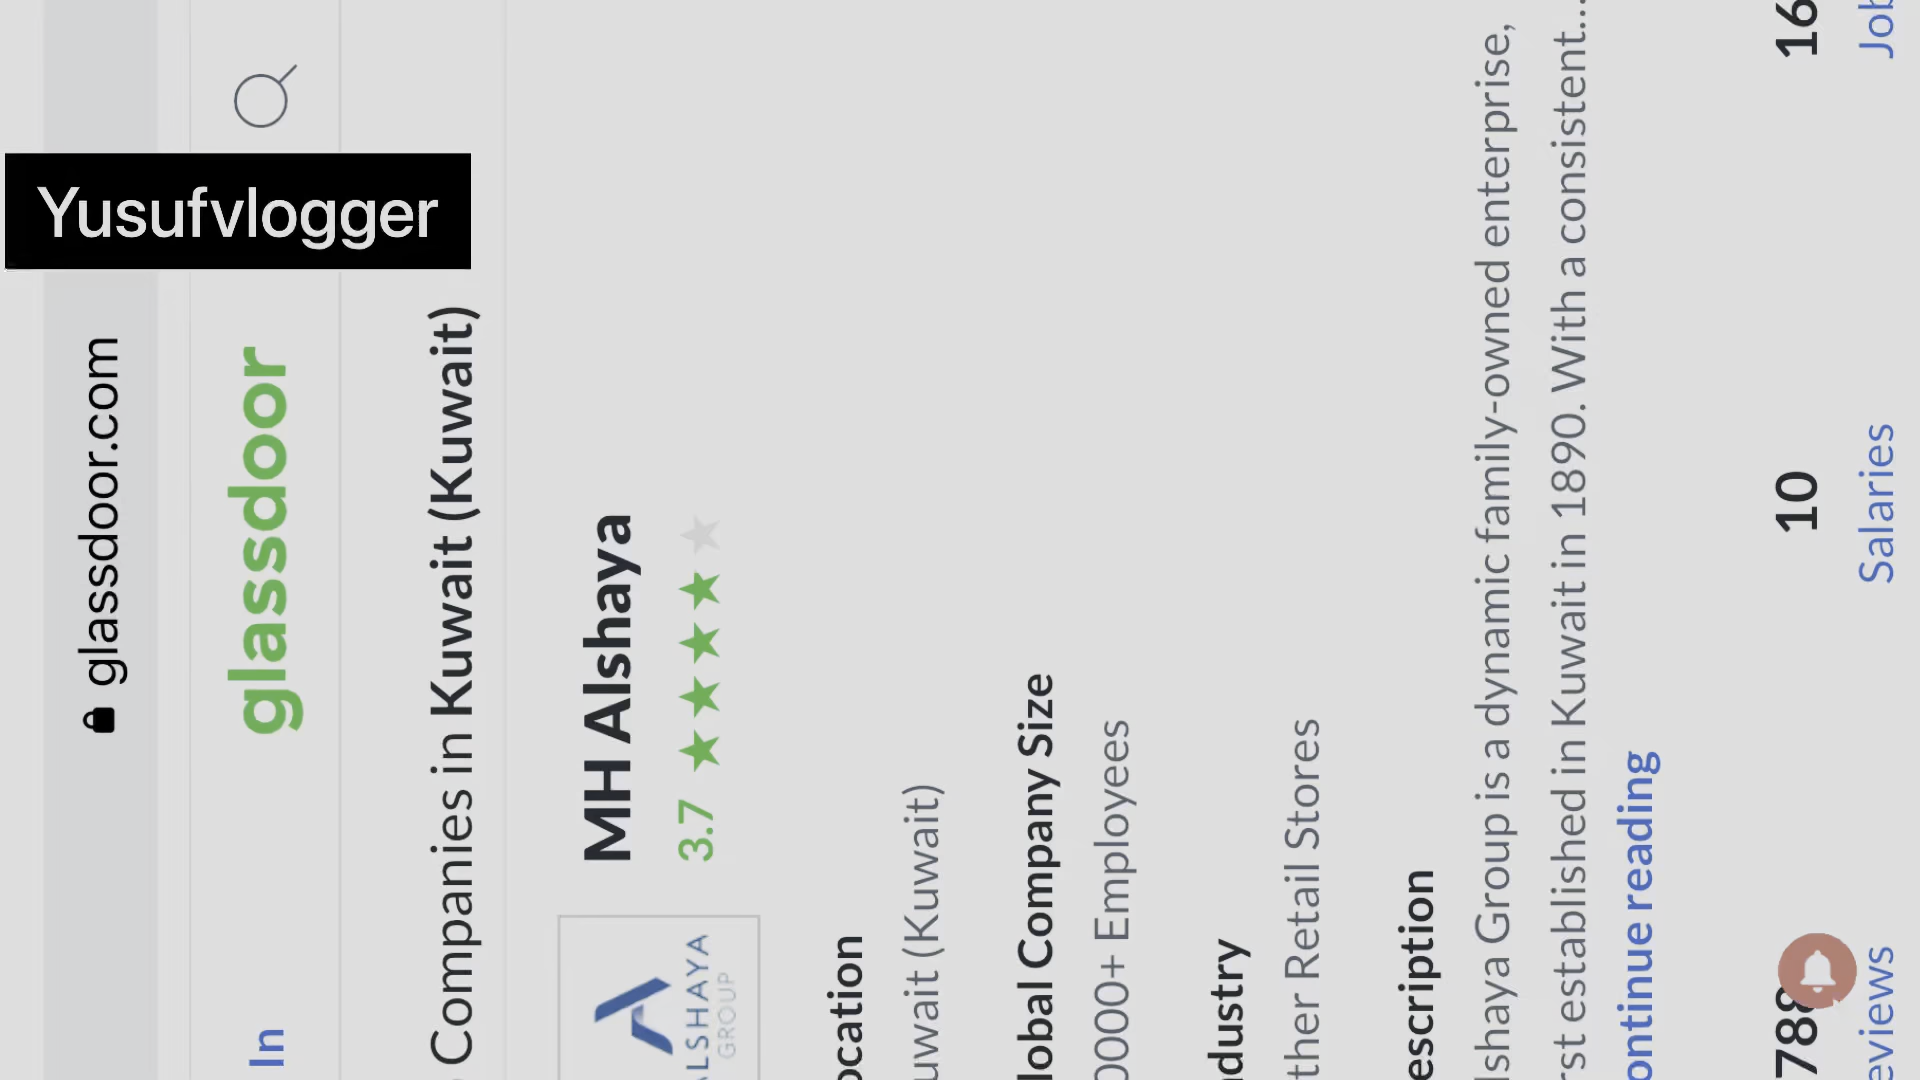 Yusufvlogger
glassdoor.com
In
glassdoor
Companies in Kuwait (Kuwait)
MH Alshaya
3.7
ALSHAYA
GROUP
ocation
uwait (Kuwait)
lobal Company Size
0000+ Employees
dustry
ther Retail Stores
escription
lshaya Group is a dynamic family-owned enterprise,
rst established in Kuwait in 1890. With a consistent...
ontinue reading
788
10
16
eviews
Salaries
Job